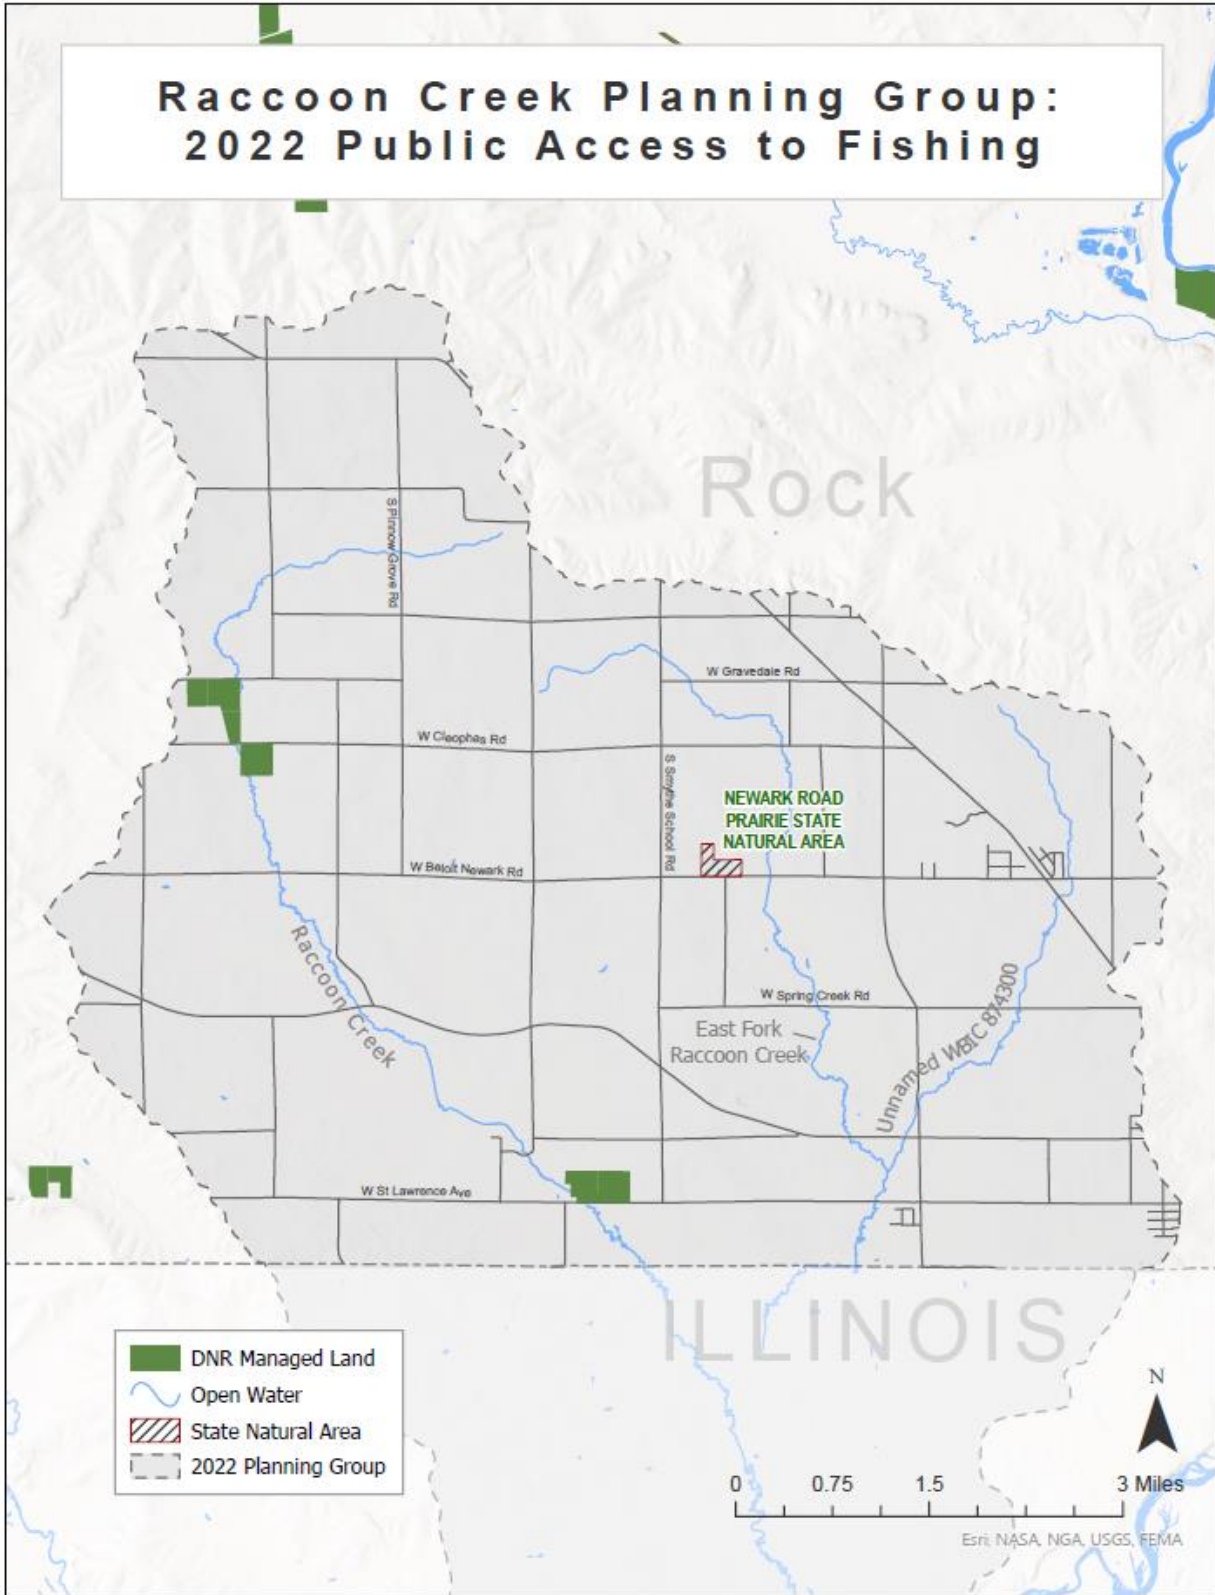 Raccoon Creek Planning Group:
2022 Public Access to Fishing
Rock
S Pinnow Grove Rd
W Gravedale Rd
W Cleophas Rd
S Smythe School Rd
NEWARK ROAD
PRAIRIE STATE
NATURAL AREA
W Beloit Newark Rd
Raccoon Creek
W Spring Creek Rd
East Fork
Raccoon Creek
Unnamed WBIC 874300
W St Lawrence Ave
ILLINOIS
DNR Managed Land
Open Water
State Natural Area
2022 Planning Group
N
0 0.75 1.5 3 Miles
Esri, NASA, NGA, USGS, FEMA